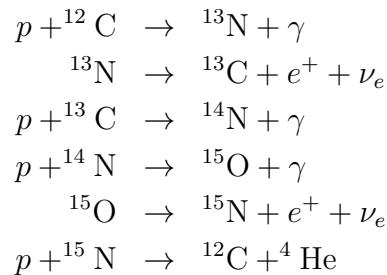 p + ¹²C → ¹³N + γ
¹³N → ¹³C + e⁺ + νₑ
p + ¹³C → ¹⁴N + γ
p + ¹⁴N → ¹⁵O + γ
¹⁵O → ¹⁵N + e⁺ + νₑ
p + ¹⁵N → ¹²C + ⁴He